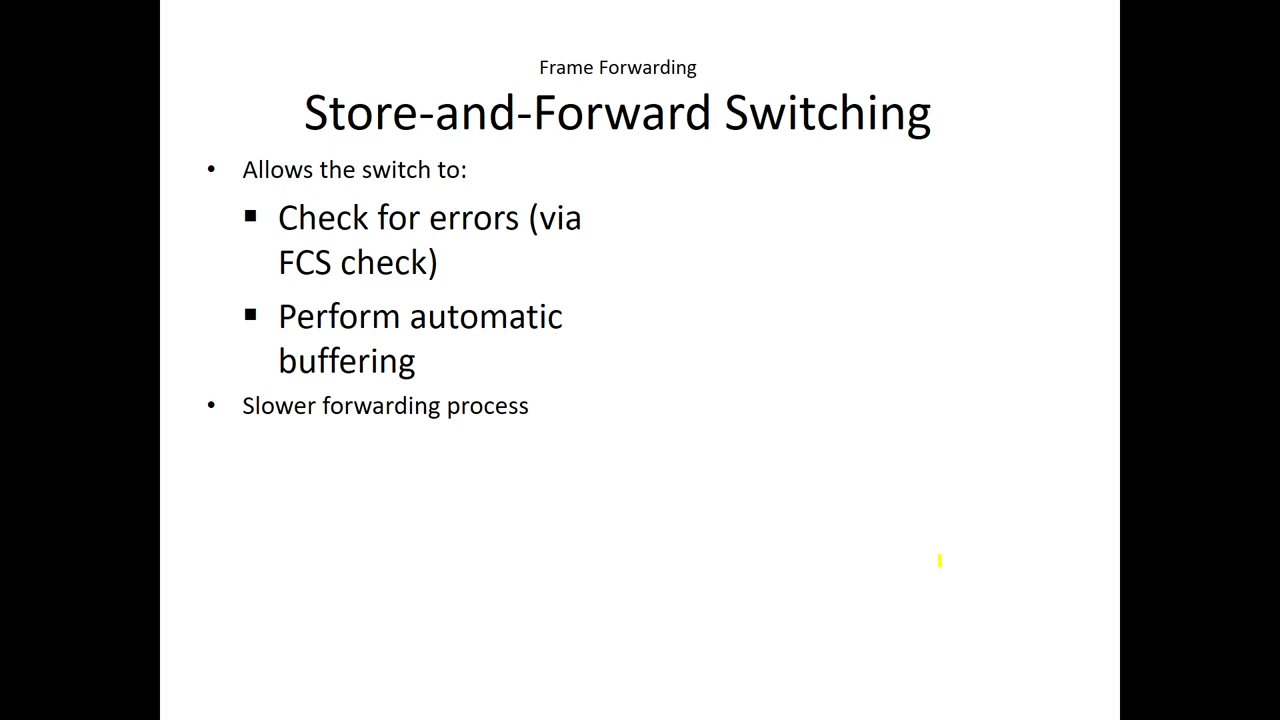 Frame Forwarding
Store-and-Forward Switching
• Allows the switch to:
▪ Check for errors (via
FCS check)
▪ Perform automatic
buffering
• Slower forwarding process